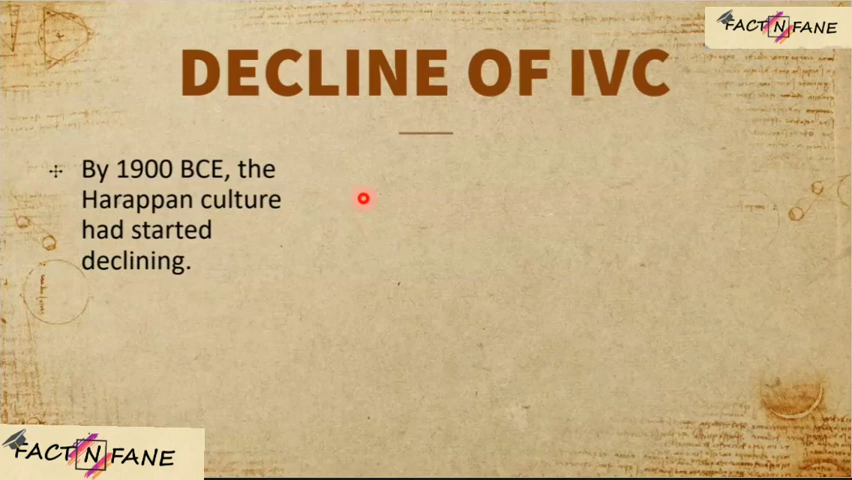 FACT N FANE
DECLINE OF IVC
By 1900 BCE, the
Harappan culture
had started
declining.
FACT N FANE